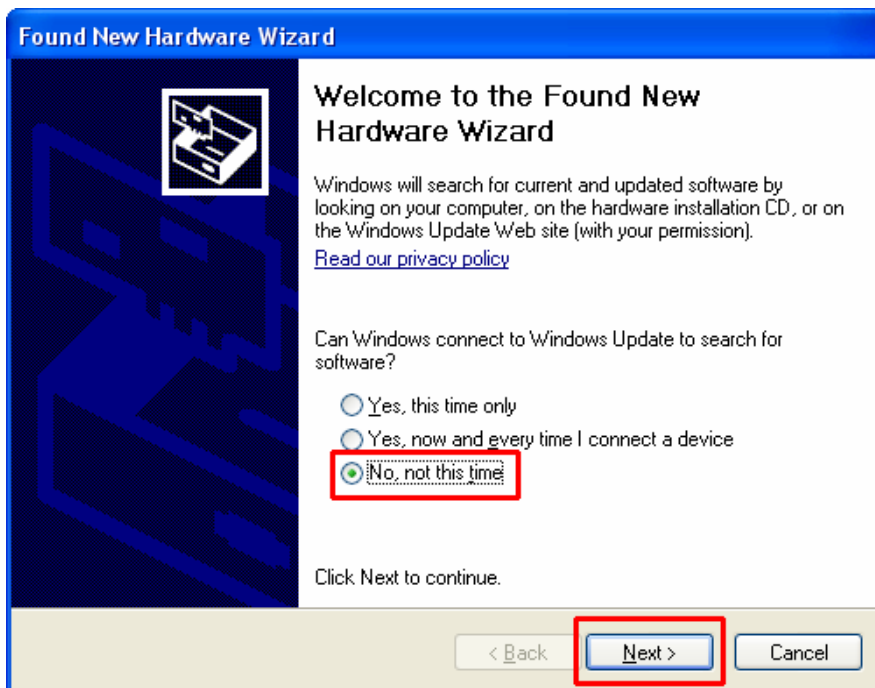 Found New Hardware Wizard
Welcome to the Found New
Hardware Wizard
Windows will search for current and updated software by
looking on your computer, on the hardware installation CD, or on
the Windows Update Web site (with your permission).
Read our privacy policy
Can Windows connect to Windows Update to search for
software?
Yes, this time only
Yes, now and every time I connect a device
No, not this time
Click Next to continue.
< Back Next > Cancel